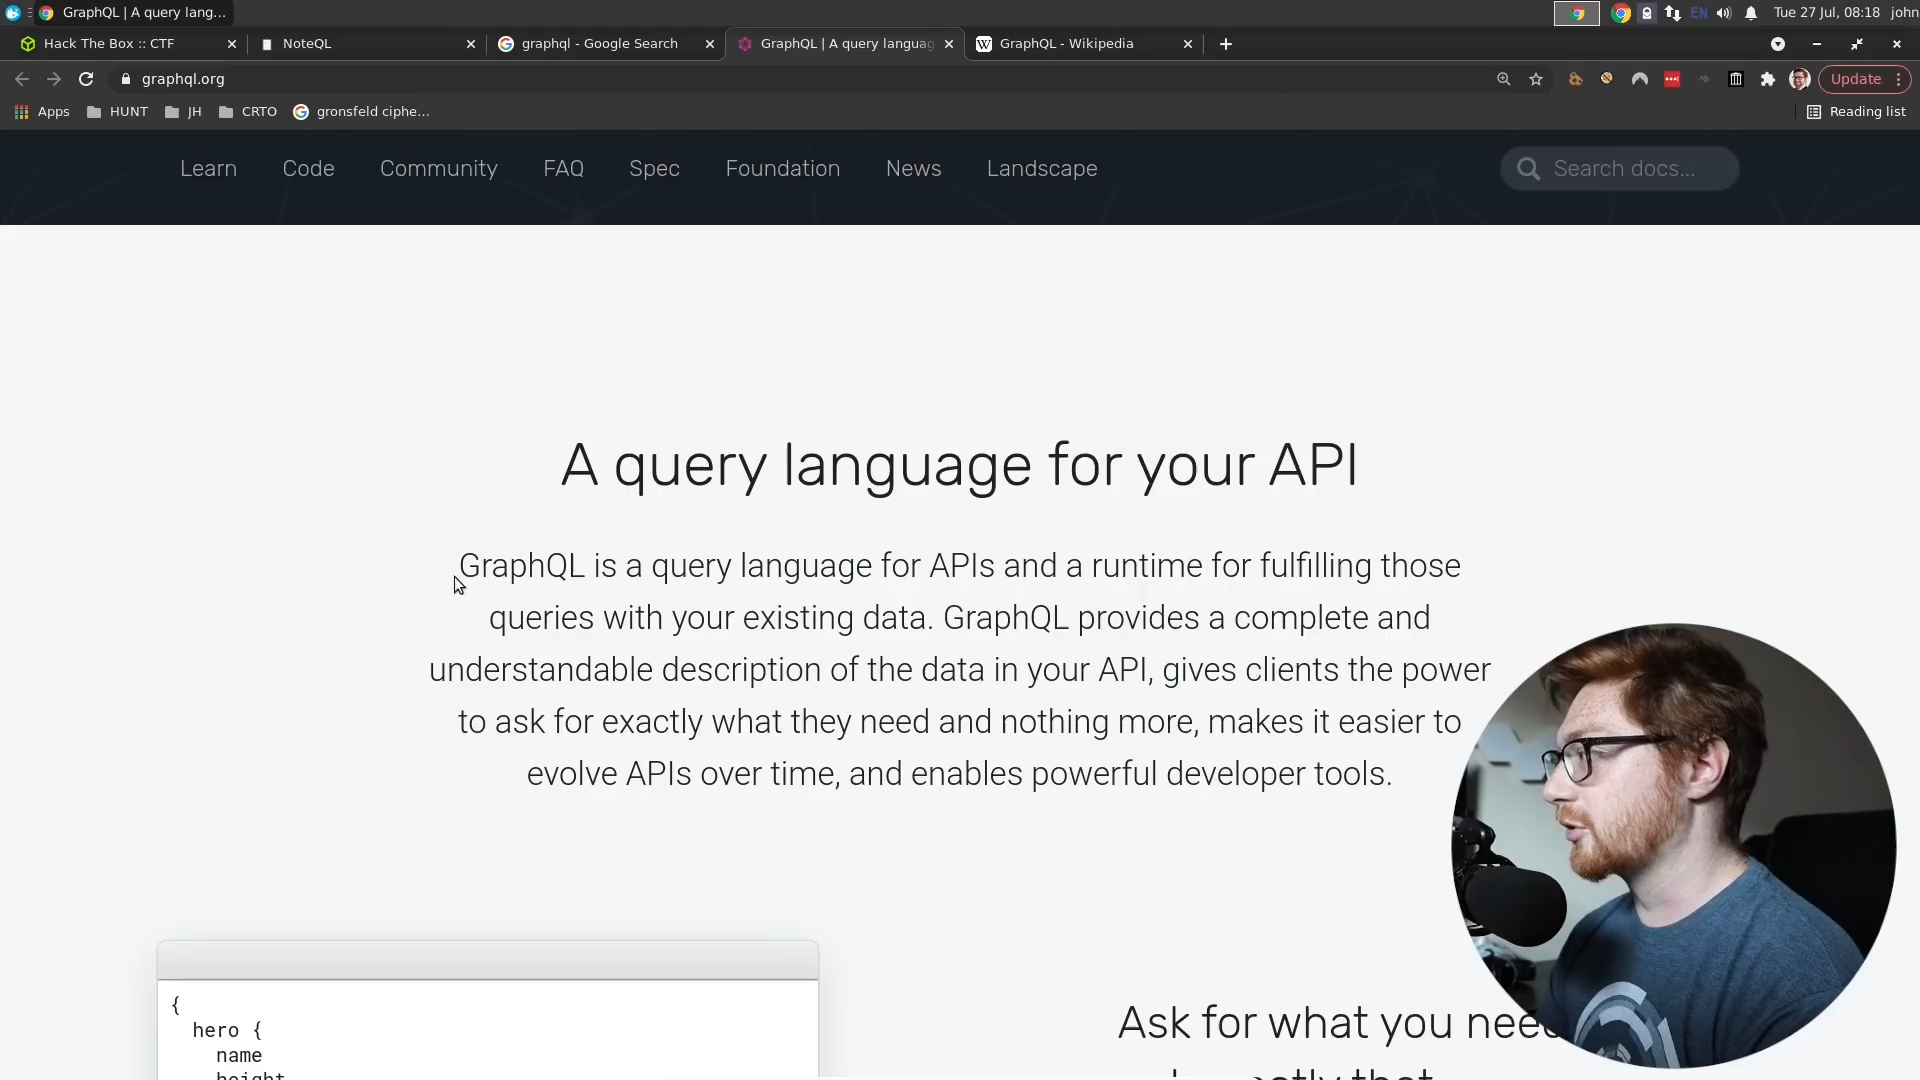 GraphQL | A query lang...
EN
Tue 27 Jul, 08:18
john
Hack The Box :: CTF
NoteQL
graphql - Google Search
GraphQL | A query languag
GraphQL - Wikipedia
graphql.org
Update
Apps
HUNT
JH
CRTO
gronsfeld ciphe...
Reading list
Learn
Code
Community
FAQ
Spec
Foundation
News
Landscape
Search docs...
A query language for your API
GraphQL is a query language for APIs and a runtime for fulfilling those
queries with your existing data. GraphQL provides a complete and
understandable description of the data in your API, gives clients the power
to ask for exactly what they need and nothing more, makes it easier to
evolve APIs over time, and enables powerful developer tools.
{
hero {
name
height
Ask for what you need
that